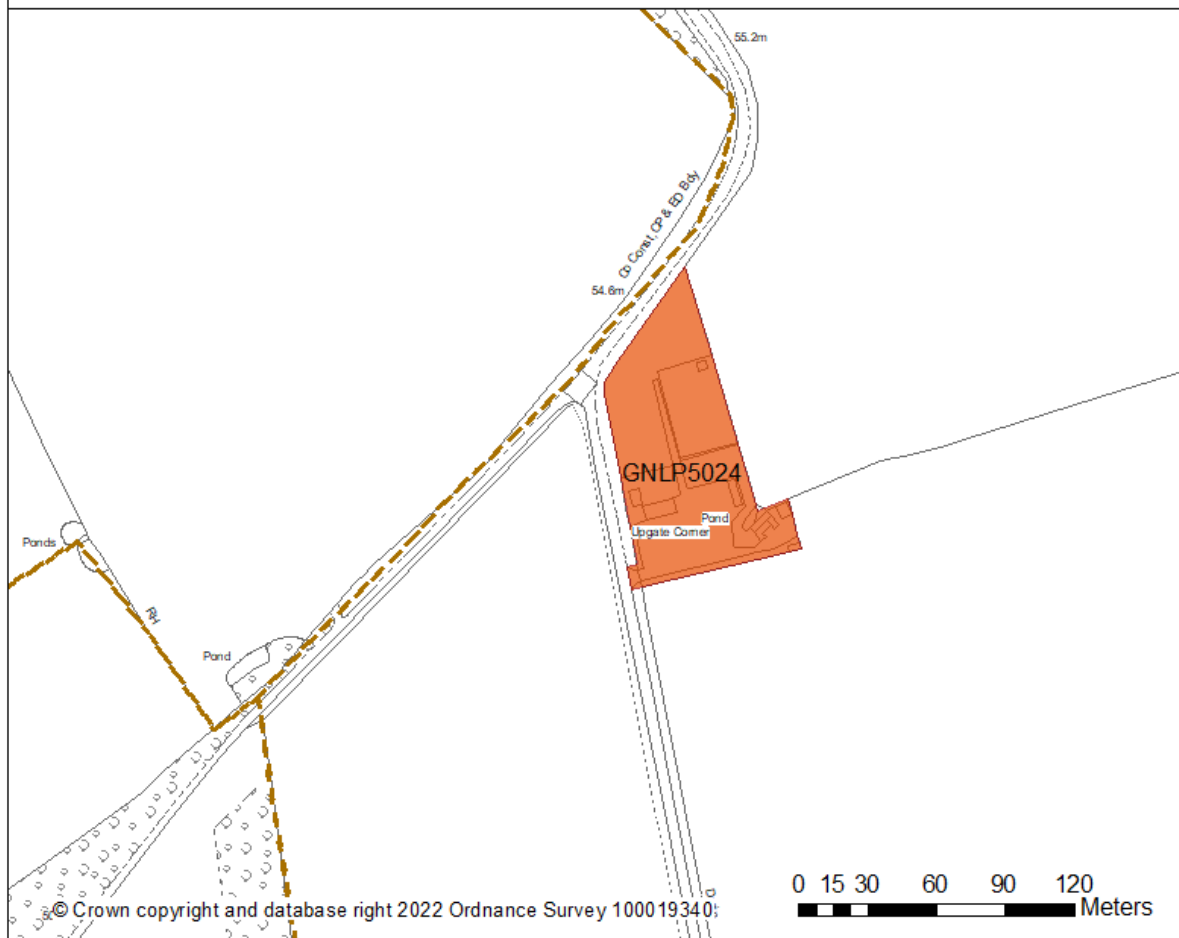 55.2m
Co Const, CP & ED Bdy
54.6m
GNLP5024
Pond
Upgate Corner
Ponds
RH
Pond
0 15 30 60 90 120
Meters
© Crown copyright and database right 2022 Ordnance Survey 100019340